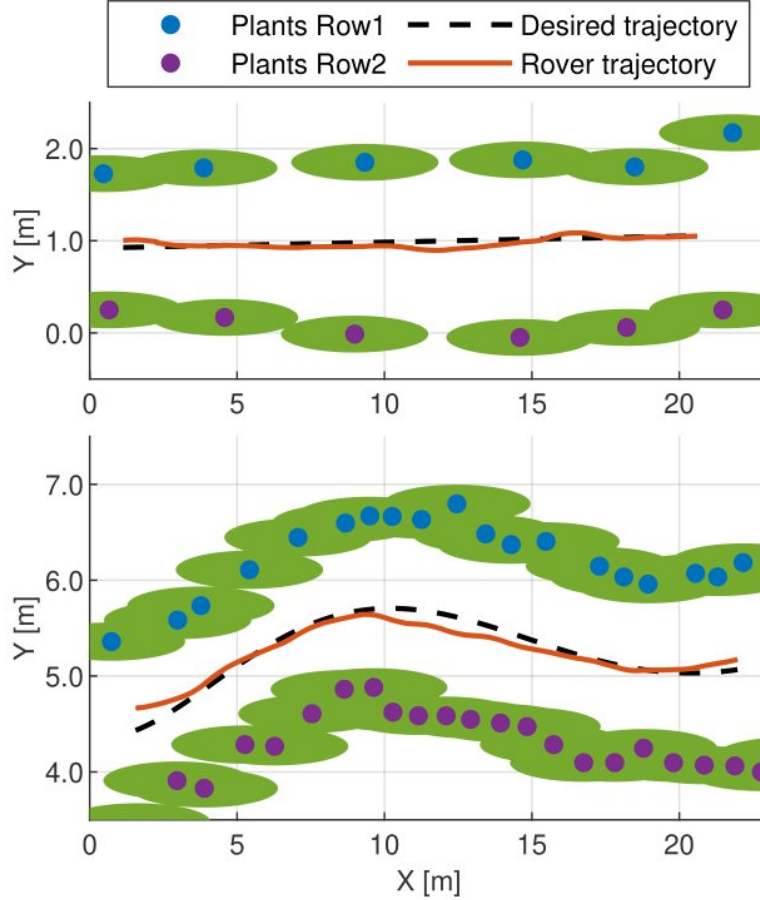 Plants Row1 Desired trajectory
Plants Row2 Rover trajectory
2.0
1.0
0.0
Y [m]
0 5 10 15 20
7.0
6.0
5.0
4.0
Y [m]
0 5 10 15 20
X [m]